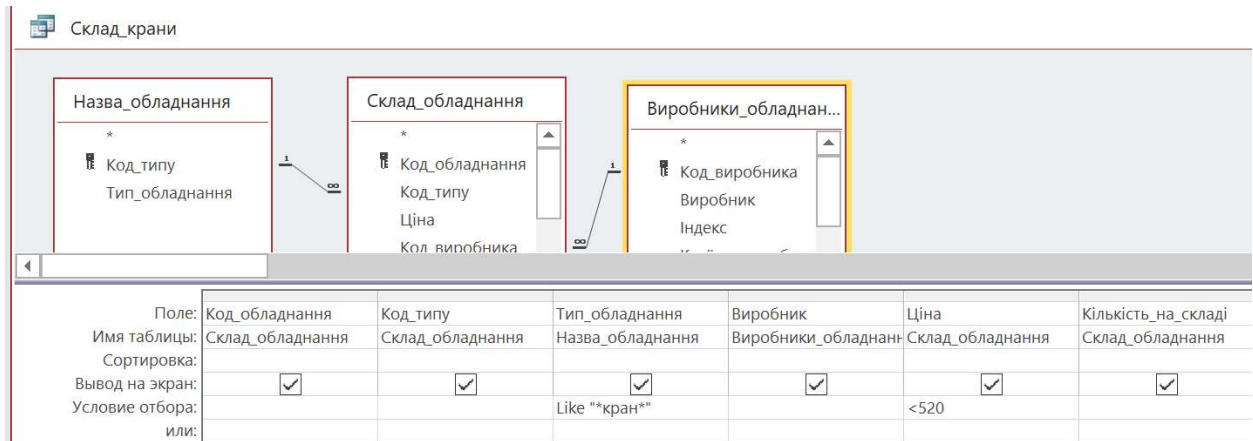 Склад_крани
Назва_обладнання
*
Код_типу
Тип_обладнання
1
∞
Склад_обладнання
*
Код_обладнання
Код_типу
Ціна
Код_виробника
1
∞
Виробники_обладнан...
*
Код_виробника
Виробник
Індекс
Поле: Код_обладнання Код_типу Тип_обладнання Виробник Ціна Кількість_на_складі
Имя таблицы: Склад_обладнання Склад_обладнання Назва_обладнання Виробники_обладнанн Склад_обладнання Склад_обладнання
Сортировка:
Вывод на экран:
Условие отбора: Like "*кран*" <520
или: